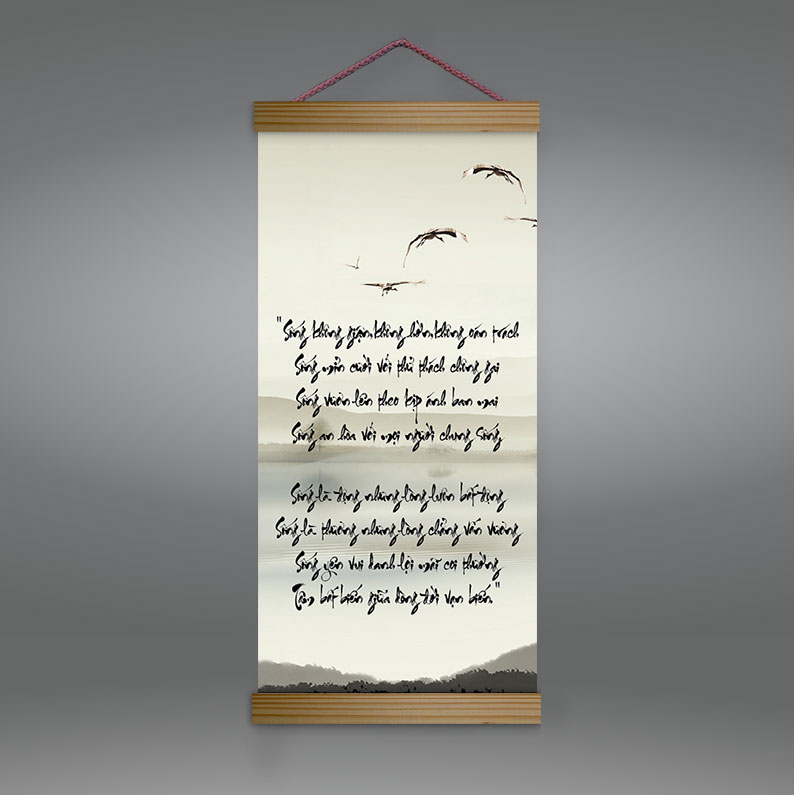 "Sống không giận, không hờn, không oán trách
Sống mỉm cười với thử thách chông gai
Sống vươn lên theo kịp ánh ban mai
Sống an hòa với mọi người chung sống
Sống là động nhưng lòng luôn bất động
Sống là thương nhưng lòng chẳng vấn vương
Sống yên vui danh lợi mãi coi thường
Tâm bất biến giữa dòng đời vạn biến."